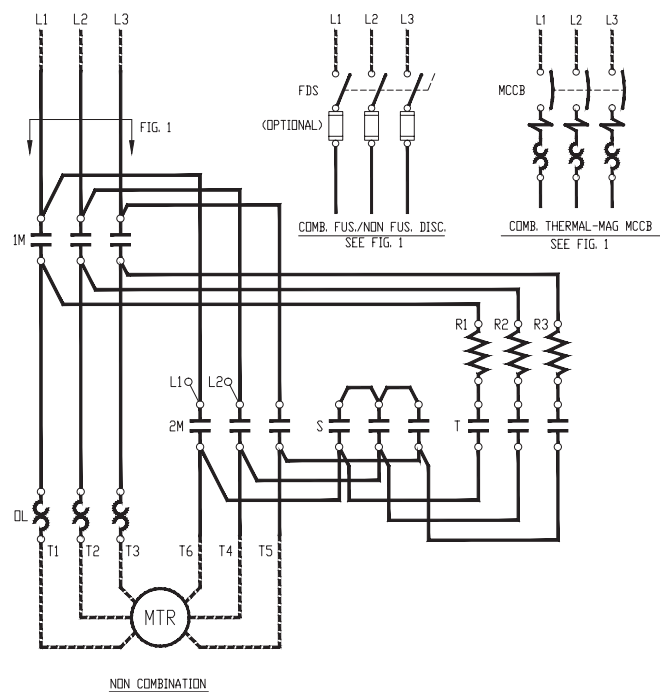 L1 L2 L3
L1 L2 L3
L1 L2 L3
FDS
MCCB
(OPTIONAL)
FIG. 1
COMB. FUS./NON FUS. DISC.
SEE FIG. 1
COMB. THERMAL-MAG MCCB
SEE FIG. 1
1M
R1 R2 R3
L1 L2
2M S T
OL
T1 T2 T3 T6 T4 T5
MTR
NON COMBINATION